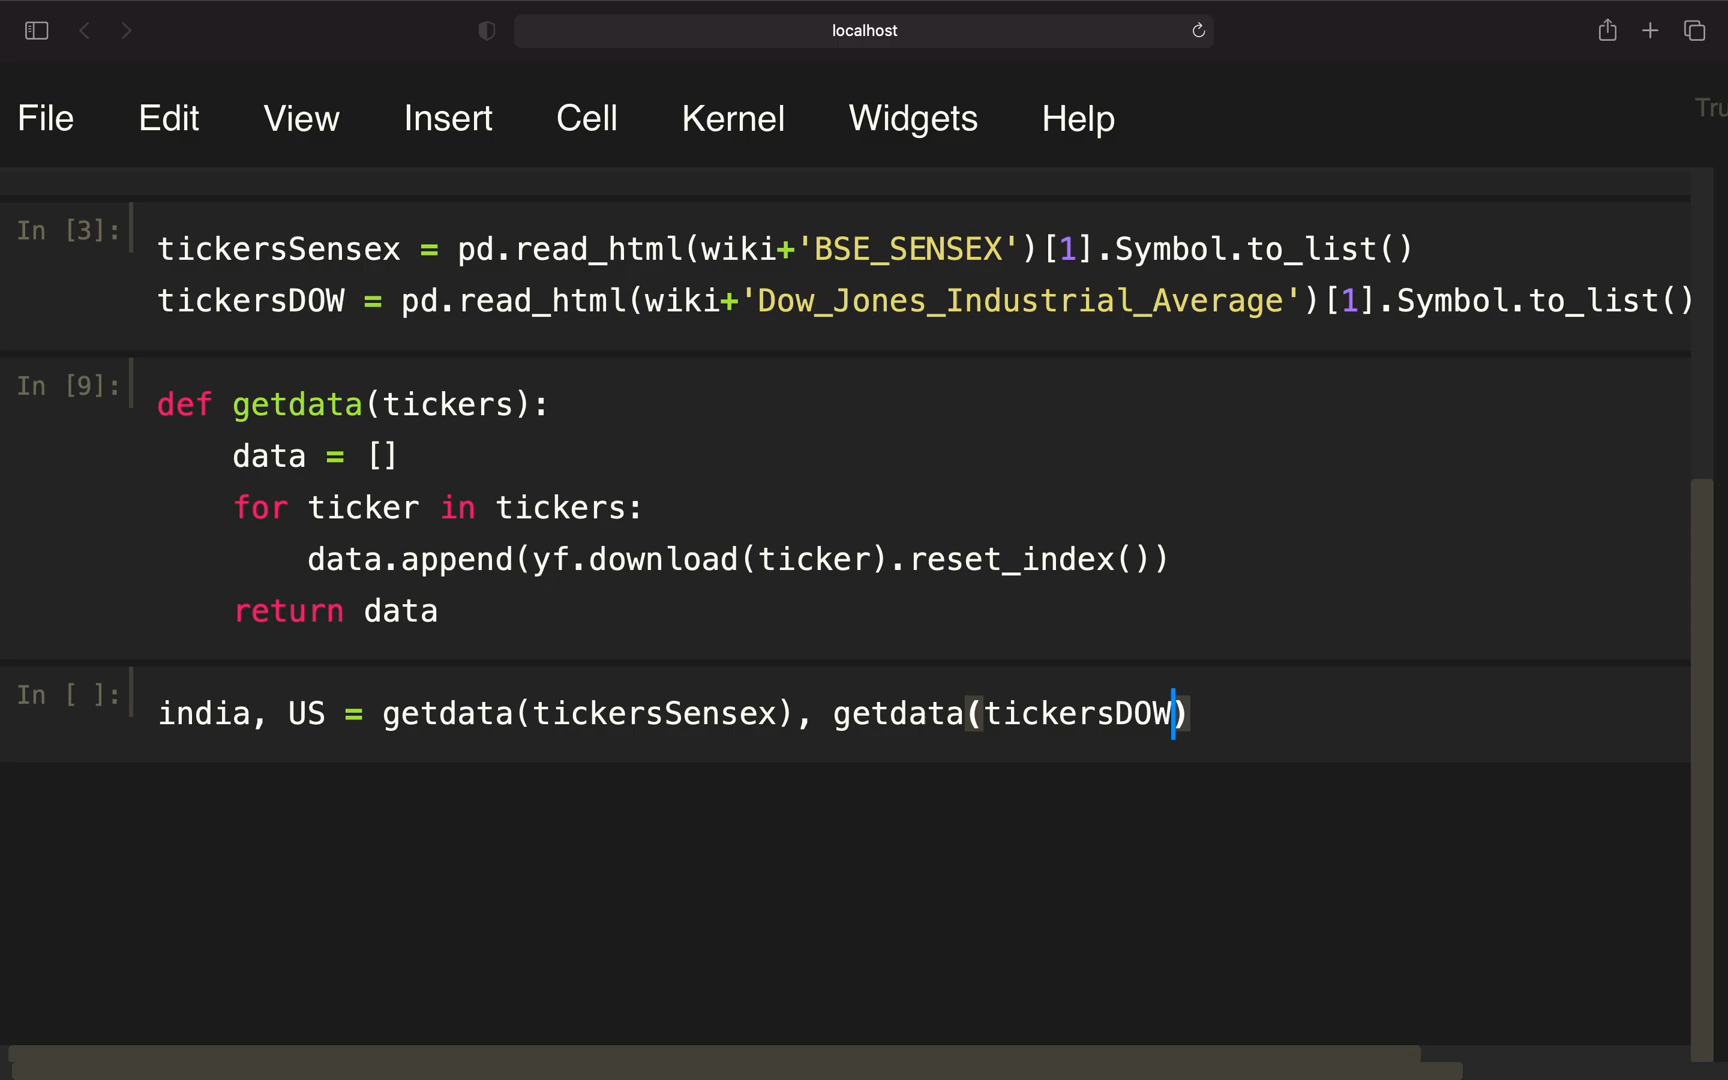 localhost
File Edit View Insert Cell Kernel Widgets Help
Tru
In [3]:
tickersSensex = pd.read_html(wiki+'BSE_SENSEX')[1].Symbol.to_list()
tickersDOW = pd.read_html(wiki+'Dow_Jones_Industrial_Average')[1].Symbol.to_list()
In [9]:
def getdata(tickers):
    data = []
    for ticker in tickers:
        data.append(yf.download(ticker).reset_index())
    return data
In [ ]:
india, US = getdata(tickersSensex), getdata(tickersDOW)